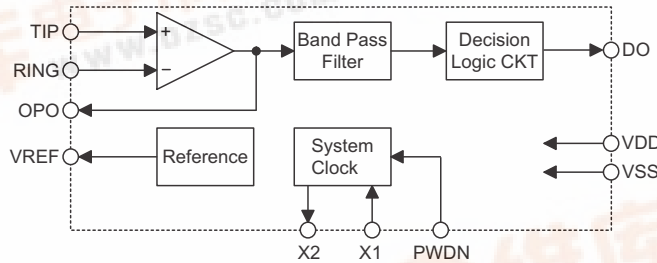 TIP
+
RING
−
OPO
Band Pass
Filter
Decision
Logic CKT
DO
VREF
Reference
System
Clock
VDD
VSS
X2
X1
PWDN